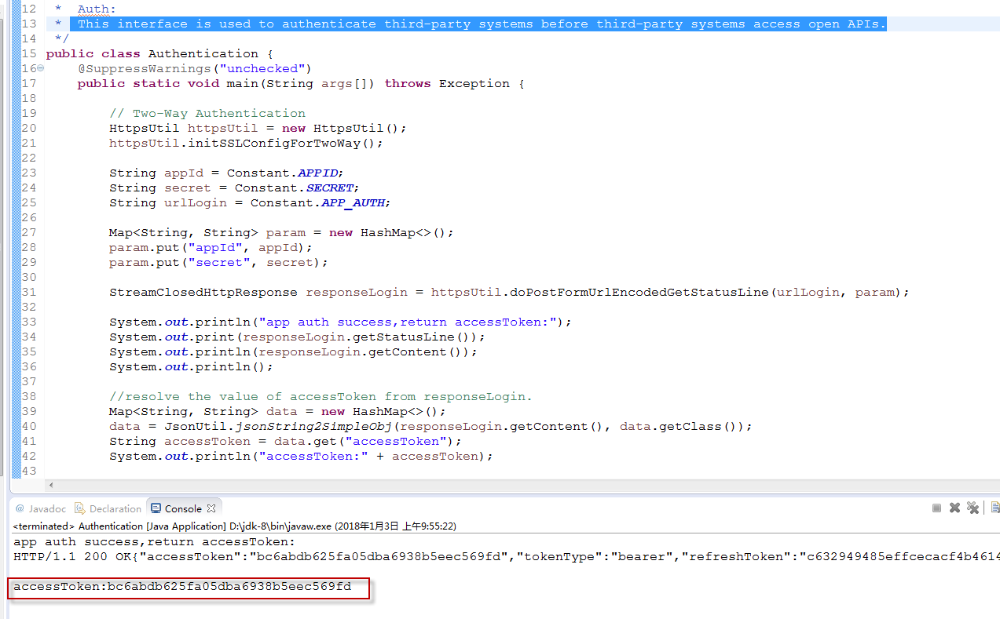 12 * Auth:
13 * This interface is used to authenticate third-party systems before third-party systems access open APIs.
14 */
15 public class Authentication {
16 @SuppressWarnings("unchecked")
17 public static void main(String args[]) throws Exception {
18
19 // Two-Way Authentication
20 HttpsUtil httpsUtil = new HttpsUtil();
21 httpsUtil.initSSLConfigForTwoWay();
22
23 String appId = Constant.APPID;
24 String secret = Constant.SECRET;
25 String urlLogin = Constant.APP_AUTH;
26
27 Map<String, String> param = new HashMap<>();
28 param.put("appId", appId);
29 param.put("secret", secret);
30
31 StreamClosedHttpResponse responseLogin = httpsUtil.doPostFormUrlEncodedGetStatusLine(urlLogin, param);
32
33 System.out.println("app auth success,return accessToken:");
34 System.out.print(responseLogin.getStatusLine());
35 System.out.println(responseLogin.getContent());
36 System.out.println();
37
38 //resolve the value of accessToken from responseLogin.
39 Map<String, String> data = new HashMap<>();
40 data = JsonUtil.jsonString2SimpleObj(responseLogin.getContent(), data.getClass());
41 String accessToken = data.get("accessToken");
42 System.out.println("accessToken:" + accessToken);
43
@ Javadoc Declaration Console
<terminated> Authentication [Java Application] D:\jdk-8\bin\javaw.exe (2018年1月3日 上午9:55:22)
app auth success,return accessToken:
HTTP/1.1 200 OK{"accessToken":"bc6abdb625fa05dba6938b5eec569fd","tokenType":"bearer","refreshToken":"c632949485effcecacf4b4614
accessToken:bc6abdb625fa05dba6938b5eec569fd